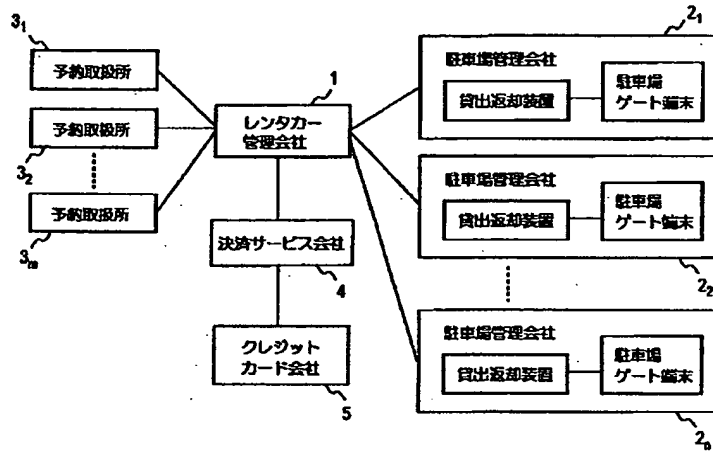 3₁
予約取扱所
予約取扱所
3₂
予約取扱所
3m
1
レンタカー
管理会社
決済サービス会社
4
クレジット
カード会社
5
2₁
駐車場管理会社
貸出返却装置
駐車場
ゲート端末
駐車場管理会社
貸出返却装置
駐車場
ゲート端末
2₂
駐車場管理会社
貸出返却装置
駐車場
ゲート端末
2n